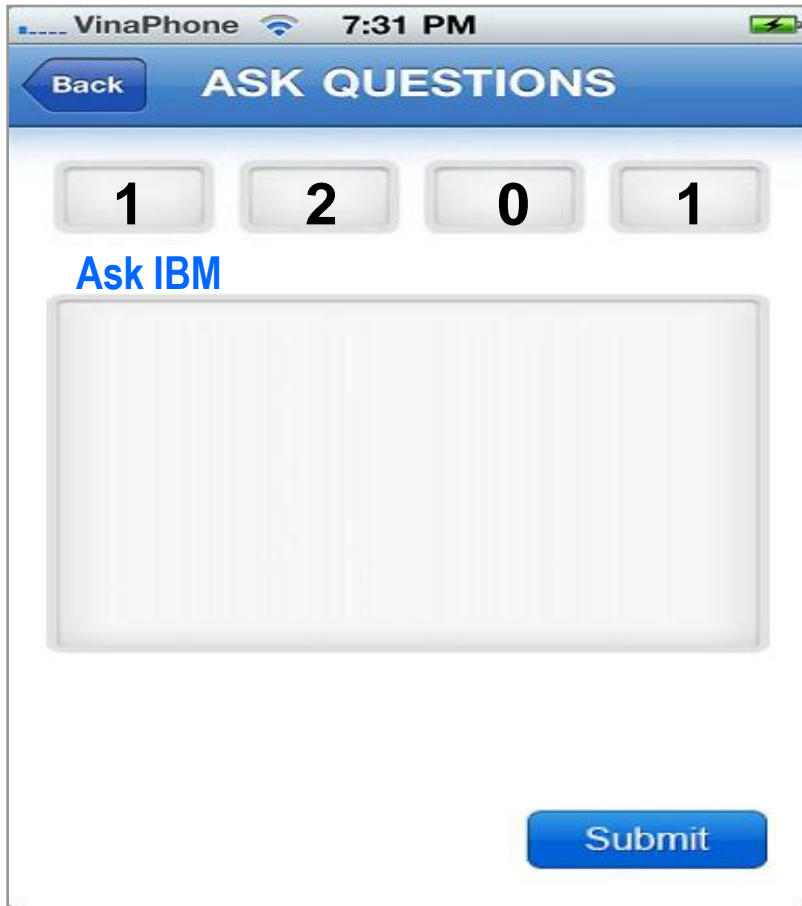 VinaPhone 7:31 PM
Back ASK QUESTIONS
1 2 0 1
Ask IBM
Submit